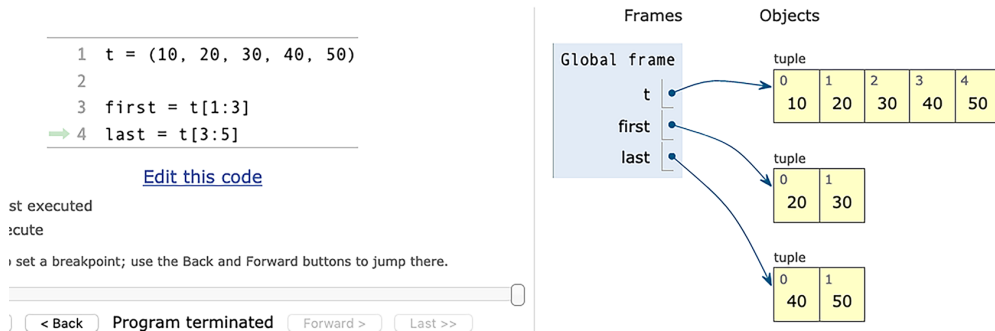 1 t = (10, 20, 30, 40, 50)
2
3 first = t[1:3]
4 last = t[3:5]
Edit this code
st executed
ecute
set a breakpoint; use the Back and Forward buttons to jump there.
< Back Program terminated Forward > Last >>
Frames Objects
Global frame
t
first
last
tuple
0 1 2 3 4
10 20 30 40 50
tuple
0 1
20 30
tuple
0 1
40 50